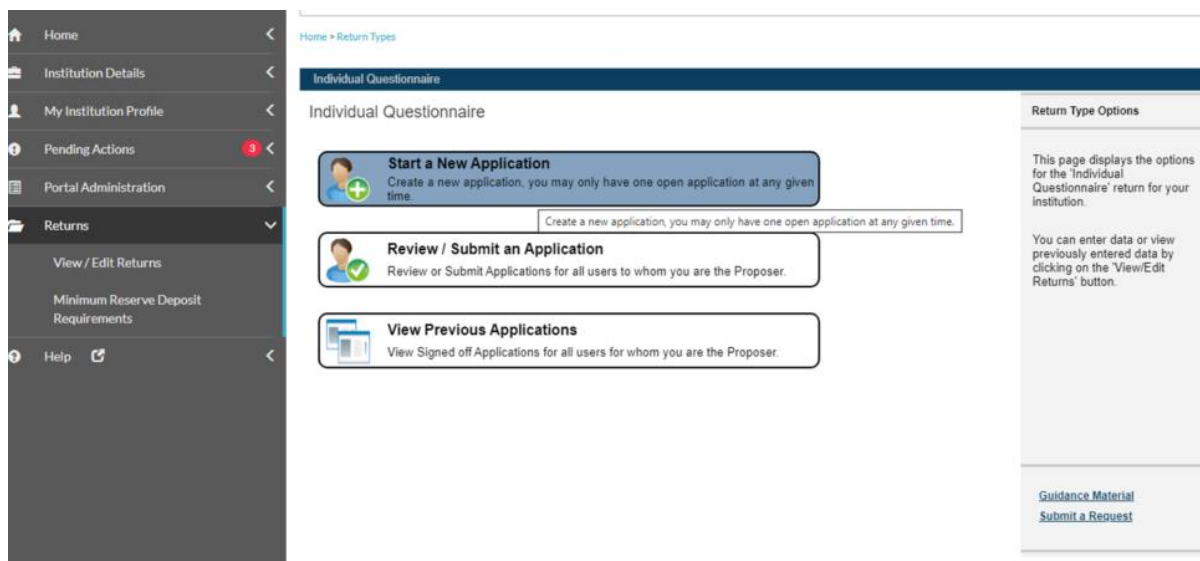 Home
Institution Details
My Institution Profile
Pending Actions 3
Portal Administration
Returns
View / Edit Returns
Minimum Reserve Deposit
Requirements
Help
Home > Return Types
Individual Questionnaire
Individual Questionnaire
Start a New Application
Create a new application, you may only have one open application at any given
time.
Create a new application, you may only have one open application at any given time.
Review / Submit an Application
Review or Submit Applications for all users to whom you are the Proposer.
View Previous Applications
View Signed off Applications for all users for whom you are the Proposer.
Return Type Options
This page displays the options
for the 'Individual
Questionnaire' return for your
institution.
You can enter data or view
previously entered data by
clicking on the 'View/Edit
Returns' button.
Guidance Material
Submit a Request